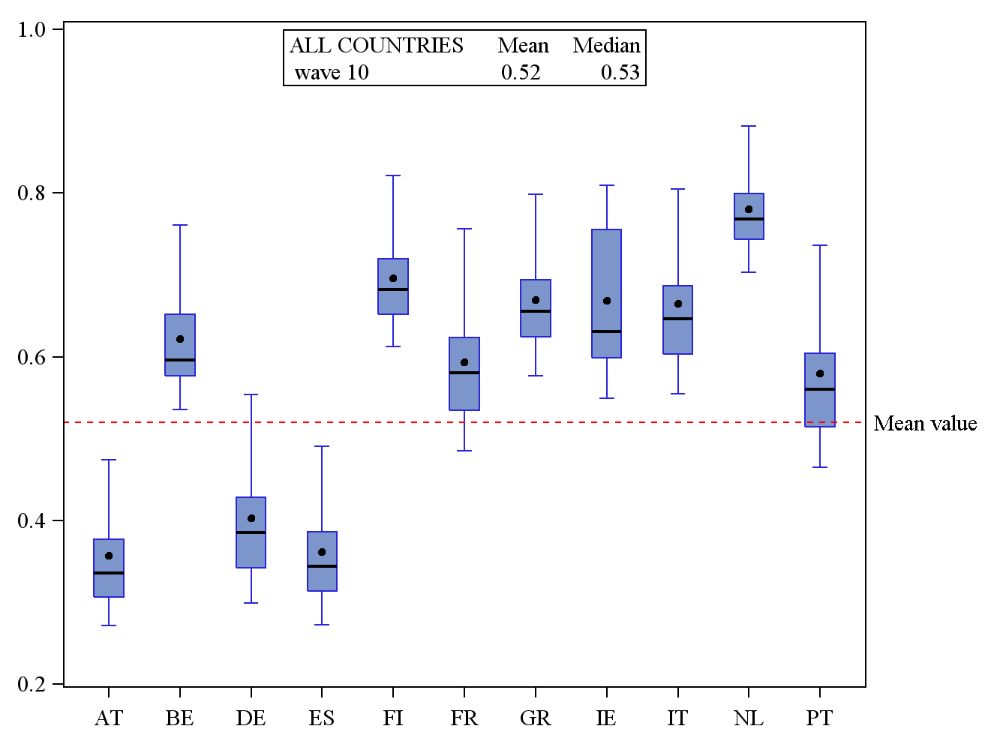 1.0
ALL COUNTRIES Mean Median
wave 10 0.52 0.53
0.8
0.6
Mean value
0.4
0.2
AT BE DE ES FI FR GR IE IT NL PT